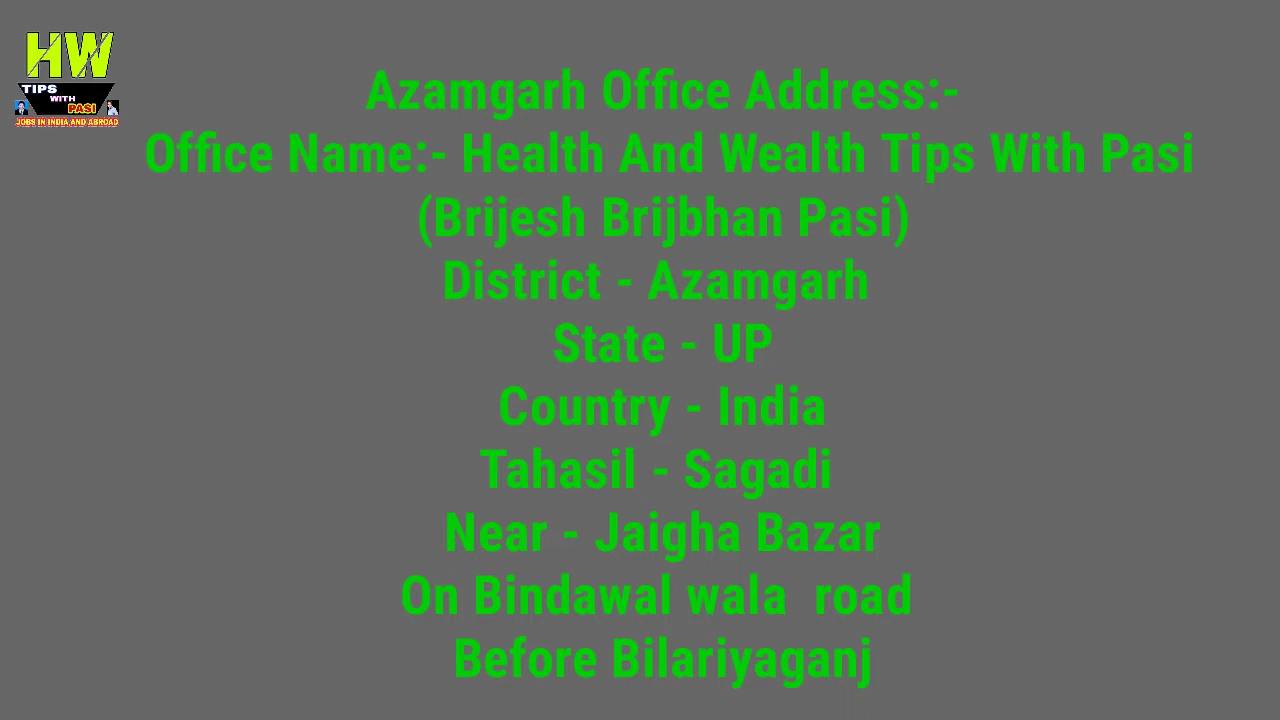 HW
TIPS
WITH
PASI
JOBS IN INDIA AND ABROAD
Azamgarh Office Address:-
Office Name:- Health And Wealth Tips With Pasi
(Brijesh Brijbhan Pasi)
District - Azamgarh
State - UP
Country - India
Tahasil - Sagadi
Near - Jaigha Bazar
On Bindawal wala  road
Before Bilariyaganj